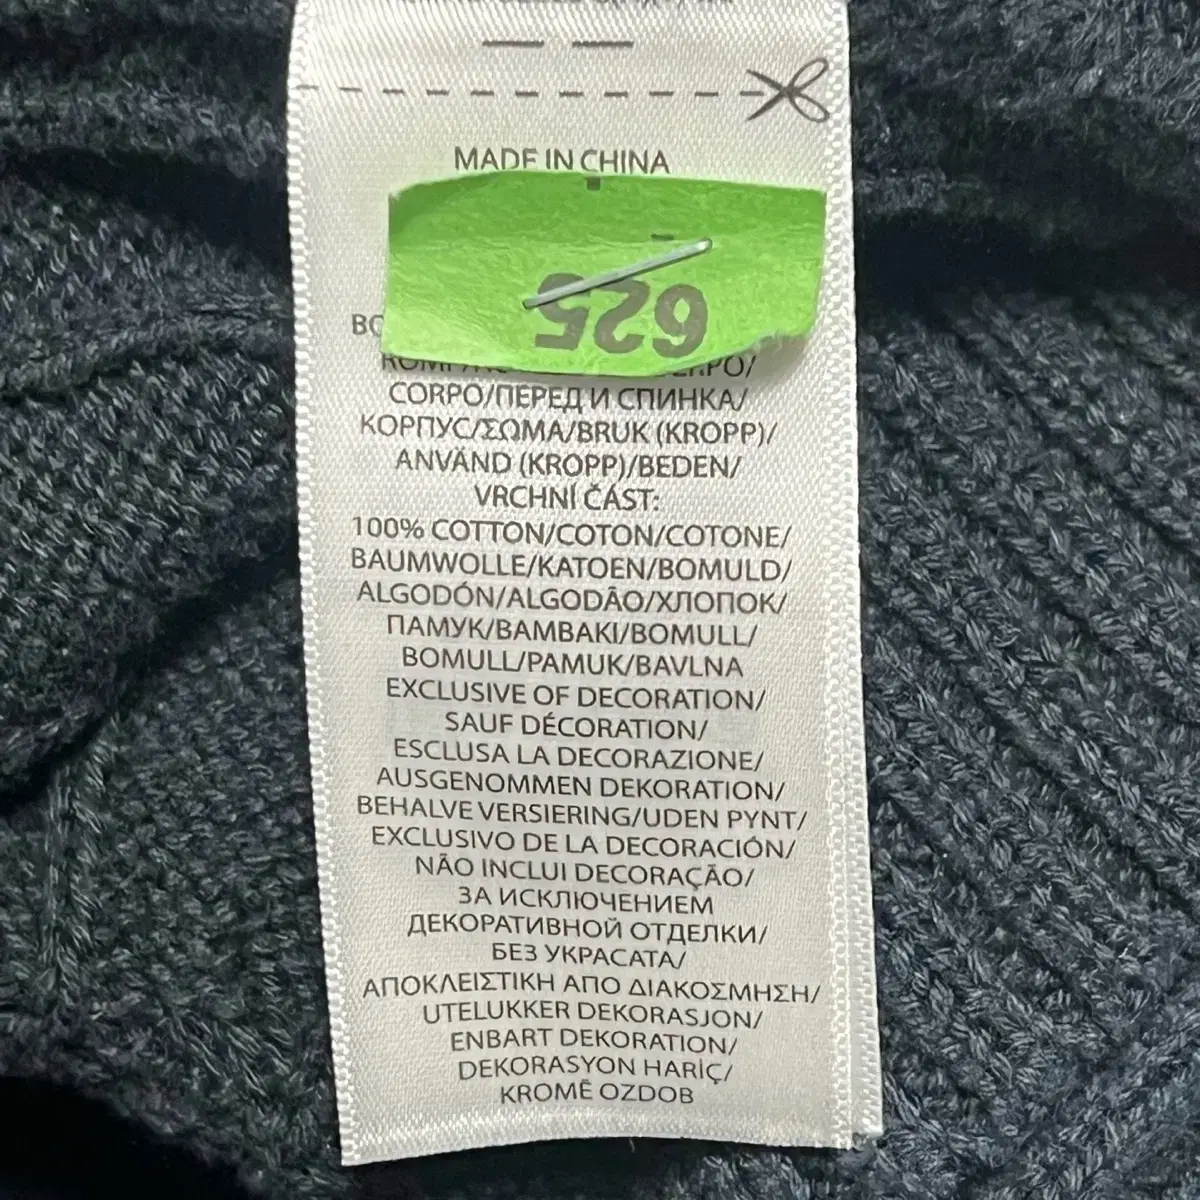 MADE IN CHINA
625
CORPO/ПЕРЕД И СПИНКА/
КОРПУС/ΣΩΜΑ/BRUK (KROPP)/
ANVÄND (KROPP)/BEDEN/
VRCHNÍ ČÁST:
100% COTTON/COTON/COTONE/
BAUMWOLLE/KATOEN/BOMULD/
ALGODÓN/ALGODÃO/ХЛОПОК/
ПАМУК/ΒΑΜΒΑΚΙ/BOMULL/
BOMULL/PAMUK/BAVLNA
EXCLUSIVE OF DECORATION/
SAUF DÉCORATION/
ESCLUSA LA DECORAZIONE/
AUSGENOMMEN DEKORATION/
BEHALVE VERSIERING/UDEN PYNT/
EXCLUSIVO DE LA DECORACIÓN/
NÃO INCLUI DECORAÇÃO/
ЗА ИСКЛЮЧЕНИЕМ
ДЕКОРАТИВНОЙ ОТДЕЛКИ/
БЕЗ УКРАСАТА/
ΑΠΟΚΛΕΙΣΤΙΚΗ ΑΠΟ ΔΙΑΚΟΣΜΗΣΗ/
UTELUKKER DEKORASJON/
ENBART DEKORATION/
DEKORASYON HARİÇ/
KROMĚ OZDOB